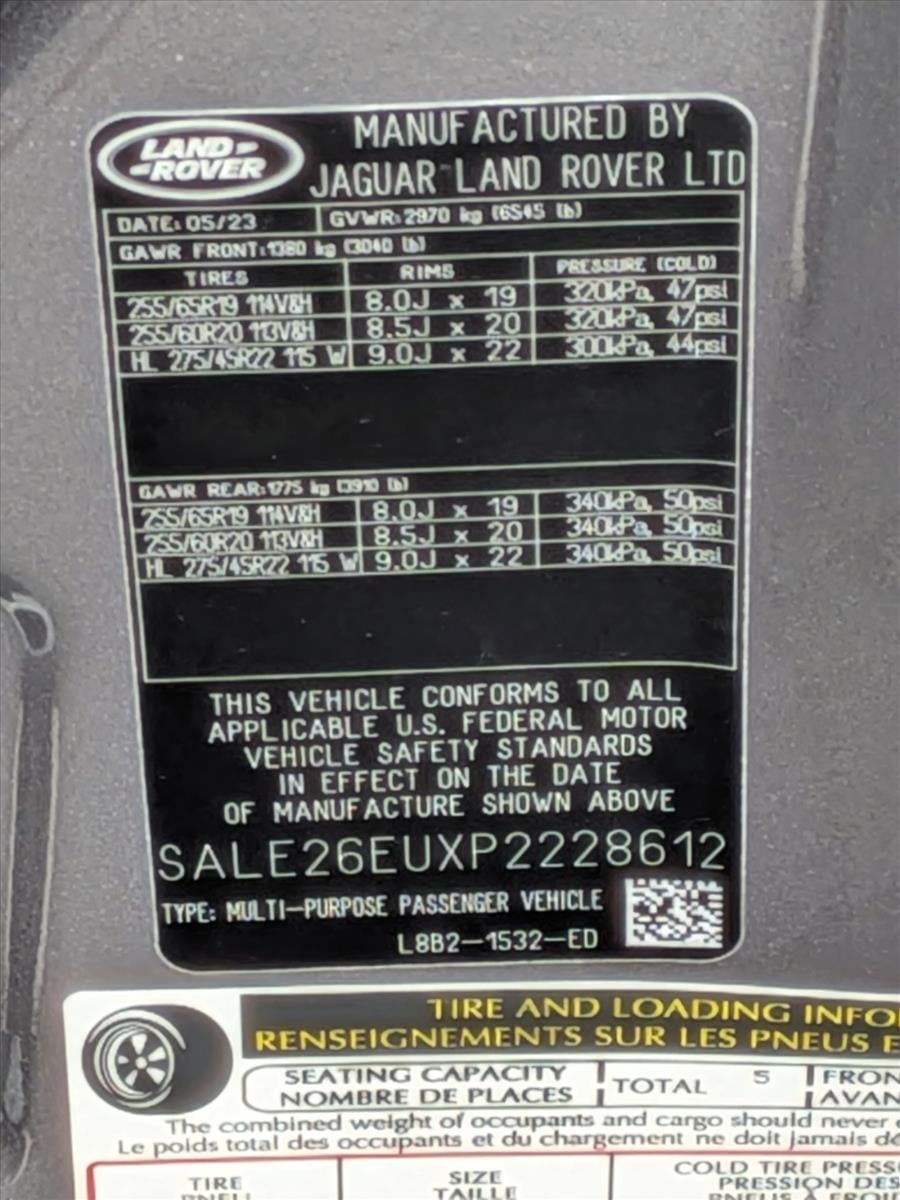 LAND-
-ROVER
MANUFACTURED BY
JAGUAR LAND ROVER LTD
DATE: 05/23 GVWR: 2970 kg (6545 lb)
GAWR FRONT: 1380 kg (3040 lb)
TIRES RIMS PRESSURE (COLD)
255/65R19 114V&H 8.0J x 19 320kPa, 47psi
255/60R20 113V&H 8.5J x 20 320kPa, 47psi
HL 275/45R22 115 W 9.0J x 22 300kPa, 44psi
GAWR REAR: 1775 kg (3910 lb)
255/65R19 114V&H 8.0J x 19 340kPa, 50psi
255/60R20 113V&H 8.5J x 20 340kPa, 50psi
HL 275/45R22 115 W 9.0J x 22 340kPa, 50psi
THIS VEHICLE CONFORMS TO ALL
APPLICABLE U.S. FEDERAL MOTOR
VEHICLE SAFETY STANDARDS
IN EFFECT ON THE DATE
OF MANUFACTURE SHOWN ABOVE
SALE26EUXP2228612
TYPE: MULTI-PURPOSE PASSENGER VEHICLE
L8B2-1532-ED
TIRE AND LOADING INFO
RENSEIGNEMENTS SUR LES PNEUS E
SEATING CAPACITY
NOMBRE DE PLACES
TOTAL 5
FRON
AVAN
The combined weight of occupants and cargo should never
Le poids total des occupants et du chargement ne doit jamais dé
TIRE SIZE COLD TIRE PRESS
PNEU TAILLE PRESSION DES